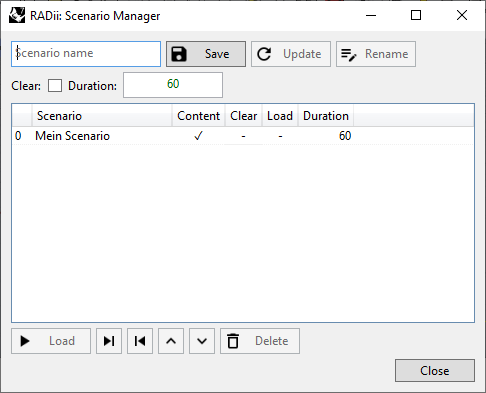 RADii: Scenario Manager
Scenario name Save Update Rename
Clear: Duration: 60
Scenario Content Clear Load Duration
0 Mein Scenario ✓ - - 60
Load Delete
Close